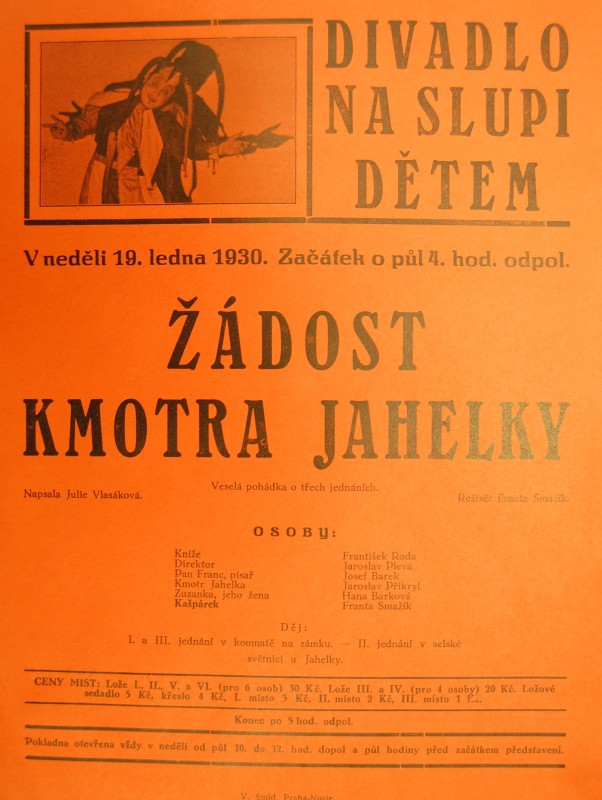 DIVADLO
NA SLUPI
DĚTEM
V neděli 19. ledna 1930. Začátek o půl 4. hod. odpol.
ŽÁDOST
KMOTRA JAHELKY
Veselá pohádka o třech jednáních.
Napsala Julie Vlasáková.
Režisér Franta Smažík.
OSOBY:
Kníže František Rada
Direktor Jaroslav Pleva
Pan Franc, písař Josef Barek
Kmotr Jahelka Jaroslav Přikryl
Zuzanka, jeho žena Hana Barková
Kašpárek Franta Smažík
Děj:
I. a III. jednání v komnatě na zámku. — II. jednání v selské
světnici u Jahelky.
CENY MÍST: Lože I., II., V. a VI. (pro 6 osob) 30 Kč. Lože III. a IV. (pro 4 osoby) 20 Kč. Ložové
sedadlo 5 Kč, křeslo 4 Kč, I. místo 3 Kč, II. místo 2 Kč, III. místo 1
Konec po 5 hod. odpol.
Pokladna otevřena vždy v neděli od půl 10. do 12. hod. dopol a půl hodiny před začátkem představení.